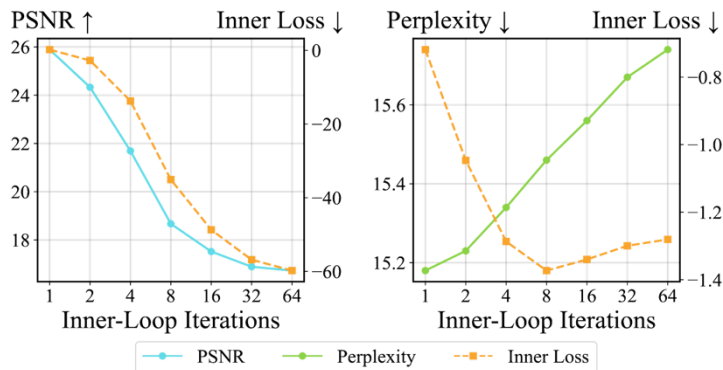 PSNR ↑ Inner Loss ↓
26
24
22
20
18
0
−20
−40
−60
1 2 4 8 16 32 64
Inner-Loop Iterations
Perplexity ↓ Inner Loss ↓
15.6
15.4
15.2
−0.8
−1.0
−1.2
−1.4
1 2 4 8 16 32 64
Inner-Loop Iterations
PSNR Perplexity Inner Loss